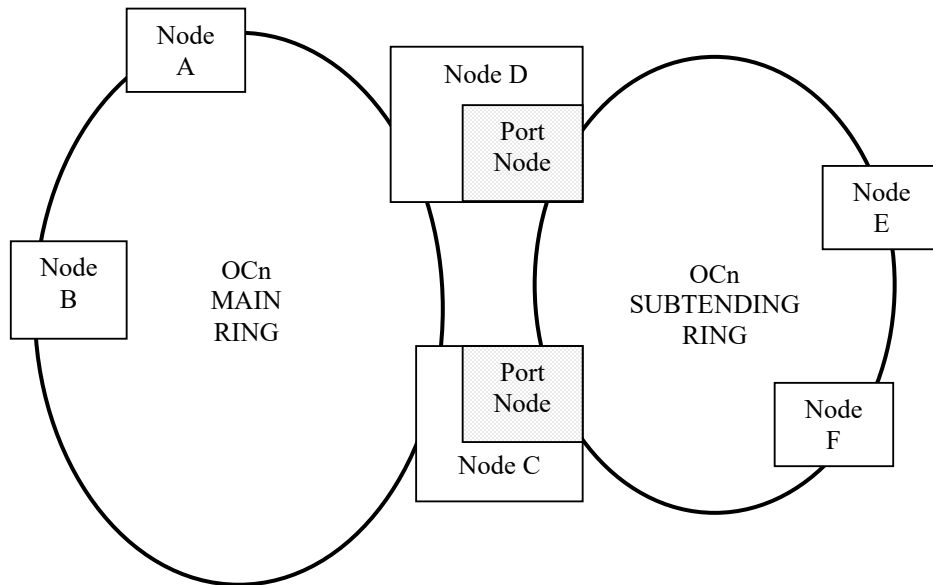 Node
A
Node D
Port
Node
Node
E
Node
B
OCn
MAIN
RING
OCn
SUBTENDING
RING
Port
Node
Node C
Node
F